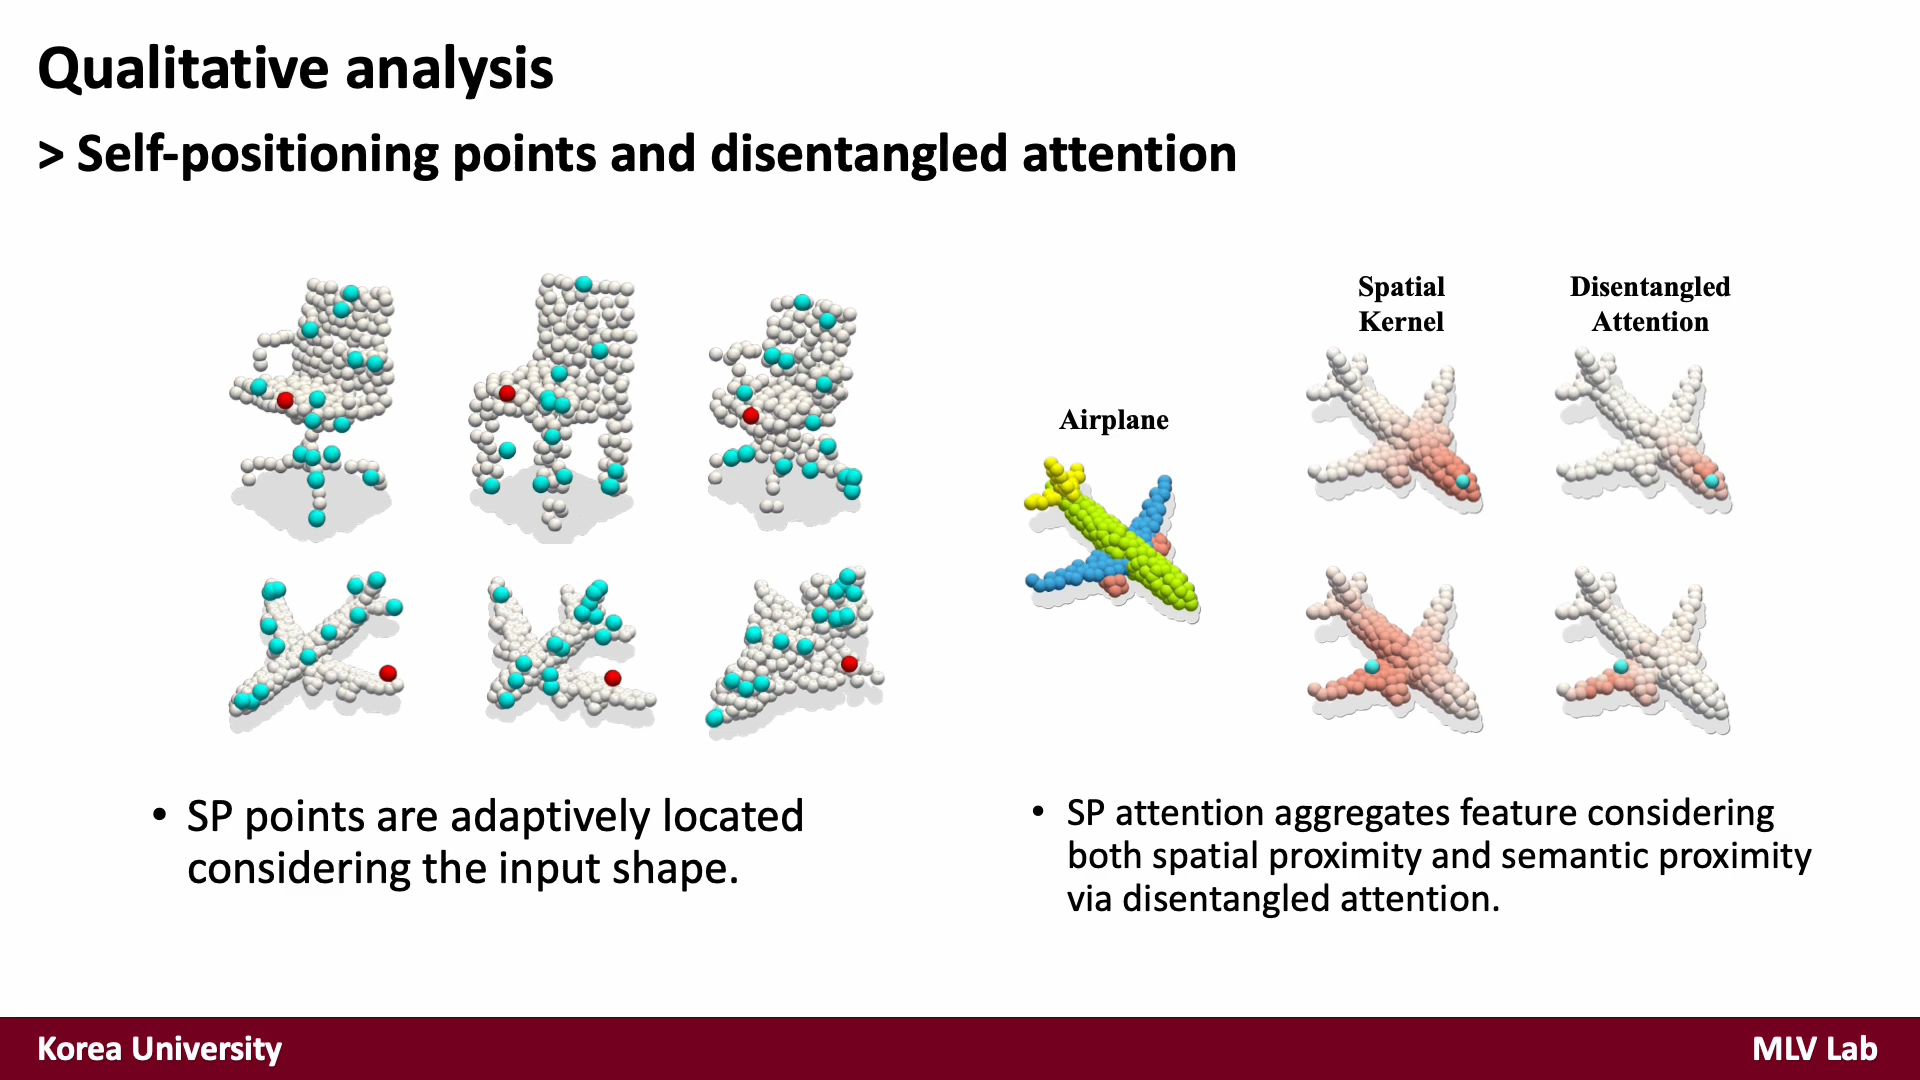 Qualitative analysis
> Self-positioning points and disentangled attention
Airplane
Spatial
Kernel
Disentangled
Attention
• SP points are adaptively located
considering the input shape.
• SP attention aggregates feature considering
both spatial proximity and semantic proximity
via disentangled attention.
Korea University
MLV Lab